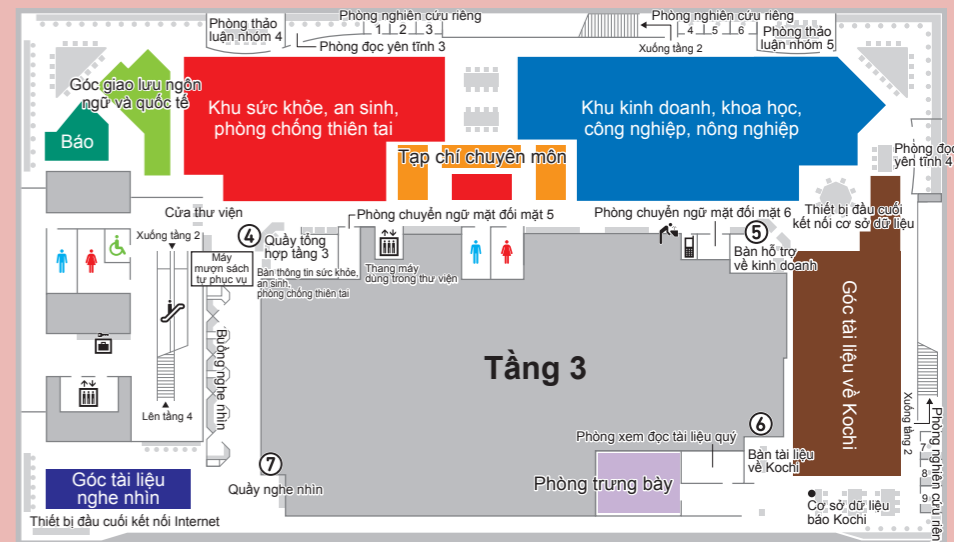 Phòng thảo
luận nhóm 4
Phòng nghiên cứu riêng
1 2 3
Phòng đọc yên tĩnh 3
Phòng nghiên cứu riêng
4 5 6
Xuống tầng 2
Phòng thảo
luận nhóm 5
Góc giao lưu ngôn
ngữ và quốc tế
Báo
Khu sức khỏe, an sinh,
phòng chống thiên tai
Khu kinh doanh, khoa học,
công nghiệp, nông nghiệp
Tạp chí chuyên môn
Phòng đọc
yên tĩnh 4
Thiết bị đầu cuối
kết nối cơ sở dữ liệu
Cửa thư viện
Xuống tầng 2
④
Quầy tổng
hợp tầng 3
Máy
mượn sách
tự phục vụ
Bàn thông tin sức khỏe,
an sinh,
phòng chống thiên tai
Phòng chuyển ngữ mặt đối mặt 5
Thang máy
dùng trong thư viện
Phòng chuyển ngữ mặt đối mặt 6
⑤
Bàn hỗ trợ
về kinh doanh
Buồng nghe nhìn
Tầng 3
Góc tài liệu về Kochi
Lên tầng 4
Xuống tầng 2
Phòng nghiên cứu riên
7
8
9
⑥
Bàn tài liệu
về Kochi
Phòng xem đọc tài liệu quý
Phòng trưng bày
⑦
Quầy nghe nhìn
Góc tài liệu
nghe nhìn
Thiết bị đầu cuối kết nối Internet
Cơ sở dữ liệu
báo Kochi